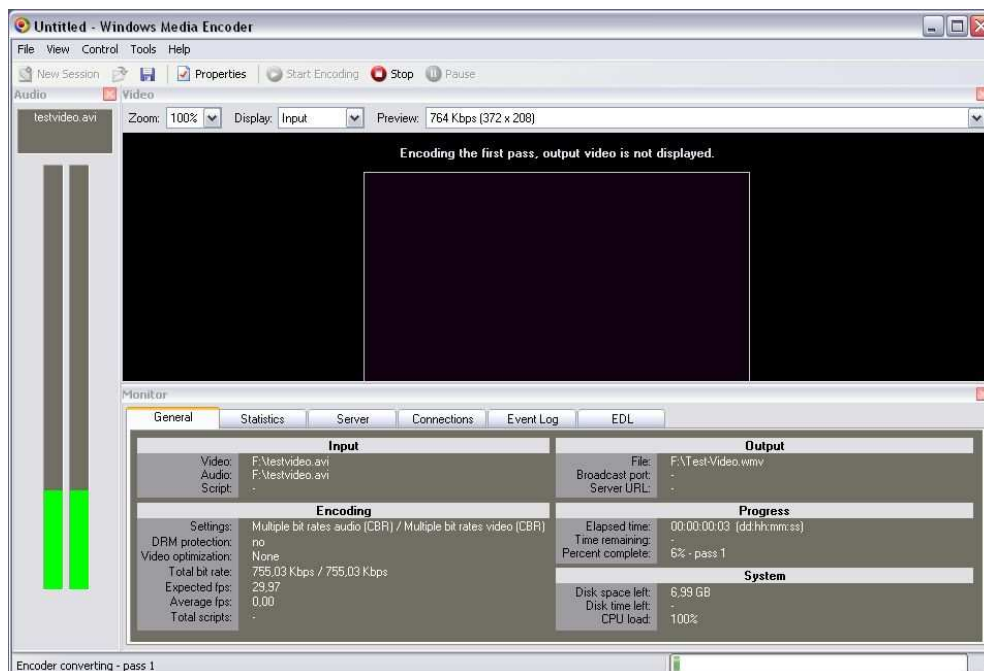 Untitled - Windows Media Encoder
File View Control Tools Help
New Session Properties Start Encoding Stop Pause
Audio
Video
testvideo.avi
Zoom: 100% Display: Input Preview: 764 Kbps (372 x 208)
Encoding the first pass, output video is not displayed.
Monitor
General Statistics Server Connections Event Log EDL
Input
Video: F:\testvideo.avi
Audio: F:\testvideo.avi
Script: -
Encoding
Settings: Multiple bit rates audio (CBR) / Multiple bit rates video (CBR)
DRM protection: no
Video optimization: None
Total bit rate: 755,03 Kbps / 755,03 Kbps
Expected fps: 29,97
Average fps: 0,00
Total scripts: -
Output
File: F:\Test-Video.wmv
Broadcast port: -
Server URL: -
Progress
Elapsed time: 00:00:00:03 (dd:hh:mm:ss)
Time remaining: -
Percent complete: 6% - pass 1
System
Disk space left: 6,99 GB
Disk time left: -
CPU load: 100%
Encoder converting - pass 1